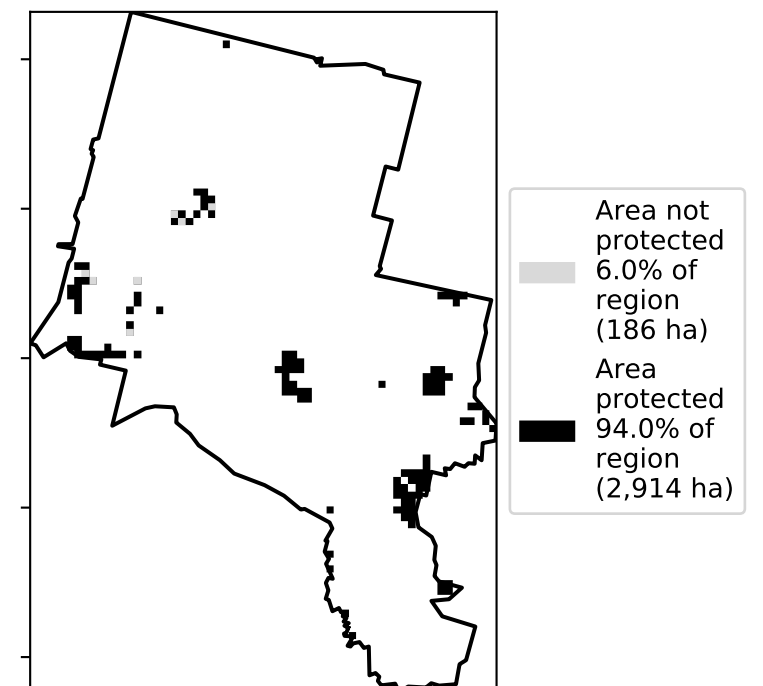 Area not
protected
6.0% of
region
(186 ha)
Area
protected
94.0% of
region
(2,914 ha)